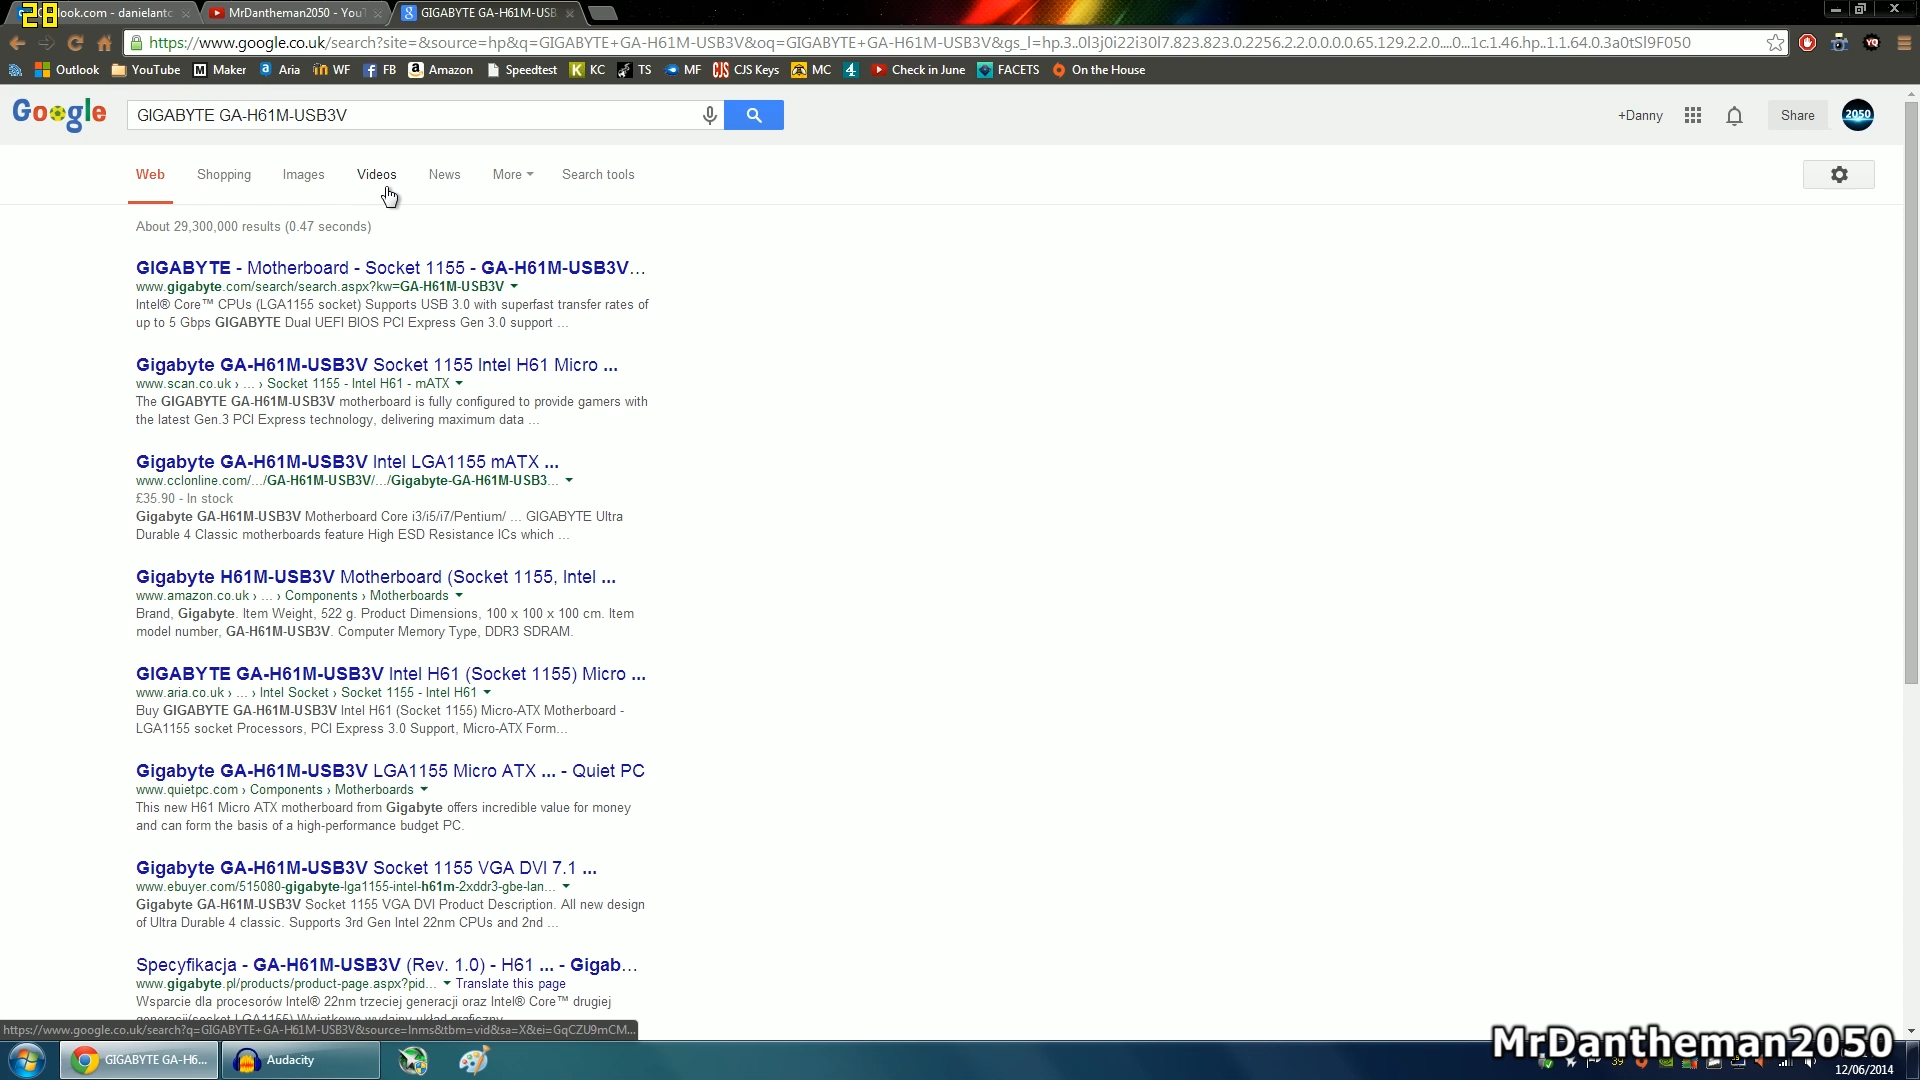 28
look.com - danielantc
MrDantheman2050 - YouT
GIGABYTE GA-H61M-USB
https://www.google.co.uk/search?site=&source=hp&q=GIGABYTE+GA-H61M-USB3V&oq=GIGABYTE+GA-H61M-USB3V&gs_l=hp.3..0l3j0i22i30l7.823.823.0.2256.2.2.0.0.0.0.65.129.2.2.0....0...1c.1.46.hp..1.1.64.0.3a0tSl9F050
Outlook YouTube Maker Aria WF FB Amazon Speedtest KC TS MF CJS Keys MC Check in June FACETS On the House
Google
GIGABYTE GA-H61M-USB3V
+Danny
Share
2050
Web Shopping Images Videos News More Search tools
About 29,300,000 results (0.47 seconds)
GIGABYTE - Motherboard - Socket 1155 - GA-H61M-USB3V...
www.gigabyte.com/search/search.aspx?kw=GA-H61M-USB3V
Intel® Core™ CPUs (LGA1155 socket) Supports USB 3.0 with superfast transfer rates of
up to 5 Gbps GIGABYTE Dual UEFI BIOS PCI Express Gen 3.0 support ...
Gigabyte GA-H61M-USB3V Socket 1155 Intel H61 Micro ...
www.scan.co.uk › ... › Socket 1155 - Intel H61 - mATX
The GIGABYTE GA-H61M-USB3V motherboard is fully configured to provide gamers with
the latest Gen.3 PCI Express technology, delivering maximum data ...
Gigabyte GA-H61M-USB3V Intel LGA1155 mATX ...
www.cclonline.com/.../GA-H61M-USB3V/.../Gigabyte-GA-H61M-USB3...
£35.90 - In stock
Gigabyte GA-H61M-USB3V Motherboard Core i3/i5/i7/Pentium/ ... GIGABYTE Ultra
Durable 4 Classic motherboards feature High ESD Resistance ICs which ...
Gigabyte H61M-USB3V Motherboard (Socket 1155, Intel ...
www.amazon.co.uk › ... › Components › Motherboards
Brand, Gigabyte. Item Weight, 522 g. Product Dimensions, 100 x 100 x 100 cm. Item
model number, GA-H61M-USB3V. Computer Memory Type, DDR3 SDRAM.
GIGABYTE GA-H61M-USB3V Intel H61 (Socket 1155) Micro ...
www.aria.co.uk › ... › Intel Socket › Socket 1155 - Intel H61
Buy GIGABYTE GA-H61M-USB3V Intel H61 (Socket 1155) Micro-ATX Motherboard -
LGA1155 socket Processors, PCI Express 3.0 Support, Micro-ATX Form...
Gigabyte GA-H61M-USB3V LGA1155 Micro ATX ... - Quiet PC
www.quietpc.com › Components › Motherboards
This new H61 Micro ATX motherboard from Gigabyte offers incredible value for money
and can form the basis of a high-performance budget PC.
Gigabyte GA-H61M-USB3V Socket 1155 VGA DVI 7.1 ...
www.ebuyer.com/515080-gigabyte-lga1155-intel-h61m-2xddr3-gbe-lan...
Gigabyte GA-H61M-USB3V Socket 1155 VGA DVI Product Description. All new design
of Ultra Durable 4 classic. Supports 3rd Gen Intel 22nm CPUs and 2nd ...
Specyfikacja - GA-H61M-USB3V (Rev. 1.0) - H61 ... - Gigab...
www.gigabyte.pl/products/product-page.aspx?pid... Translate this page
Wsparcie dla procesorów Intel® 22nm trzeciej generacji oraz Intel® Core™ drugiej
generacji(socket LGA1155) Wyjątkowo wydajny układ graficzny
https://www.google.co.uk/search?q=GIGABYTE+GA-H61M-USB3V&source=lnms&tbm=vid&sa=X&ei=GqCZU9mCM...
MrDantheman2050
GIGABYTE GA-H6...
Audacity
39
12/06/2014